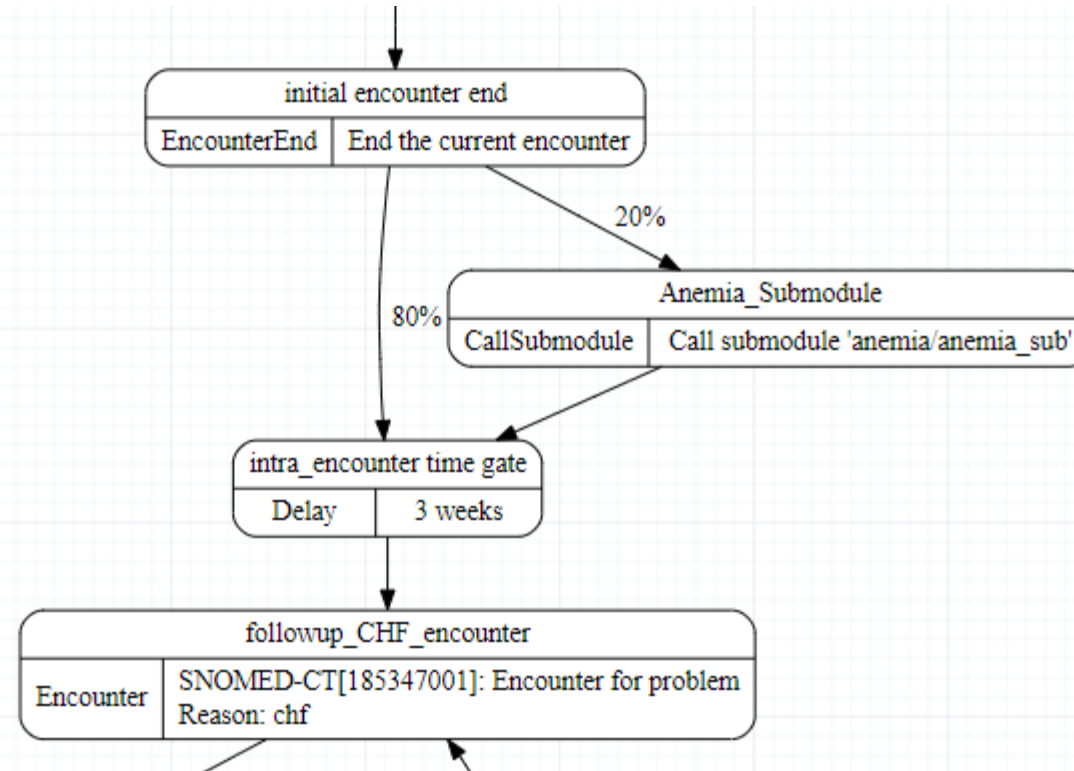 initial encounter end
EncounterEnd End the current encounter
20%
Anemia_Submodule
80%
CallSubmodule Call submodule 'anemia/anemia_sub'
intra_encounter time gate
Delay 3 weeks
followup_CHF_encounter
Encounter
SNOMED-CT[185347001]: Encounter for problem
Reason: chf